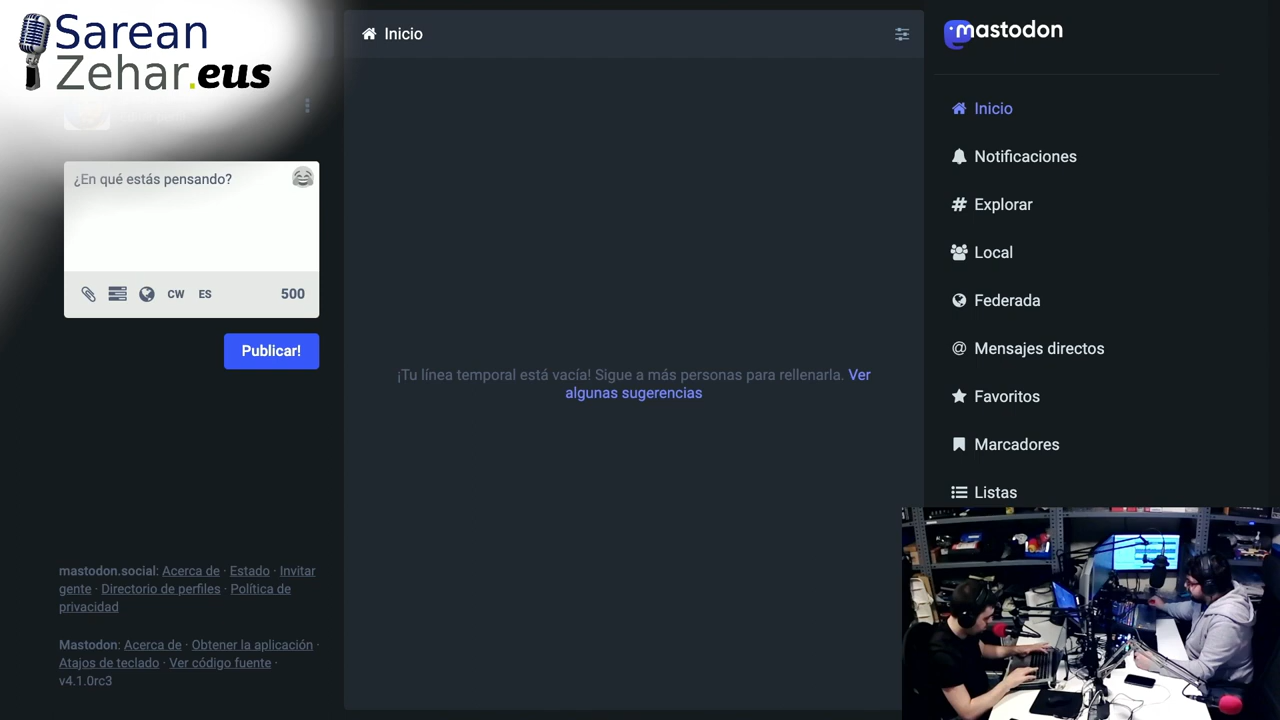 Sarean
Zehar.eus
¿En qué estás pensando?
CW ES 500
Publicar!
mastodon.social: Acerca de · Estado · Invitar
gente · Directorio de perfiles · Política de
privacidad
Mastodon: Acerca de · Obtener la aplicación ·
Atajos de teclado · Ver código fuente ·
v4.1.0rc3
Inicio
¡Tu línea temporal está vacía! Sigue a más personas para rellenarla. Ver
algunas sugerencias
mastodon
Inicio
Notificaciones
Explorar
Local
Federada
Mensajes directos
Favoritos
Marcadores
Listas